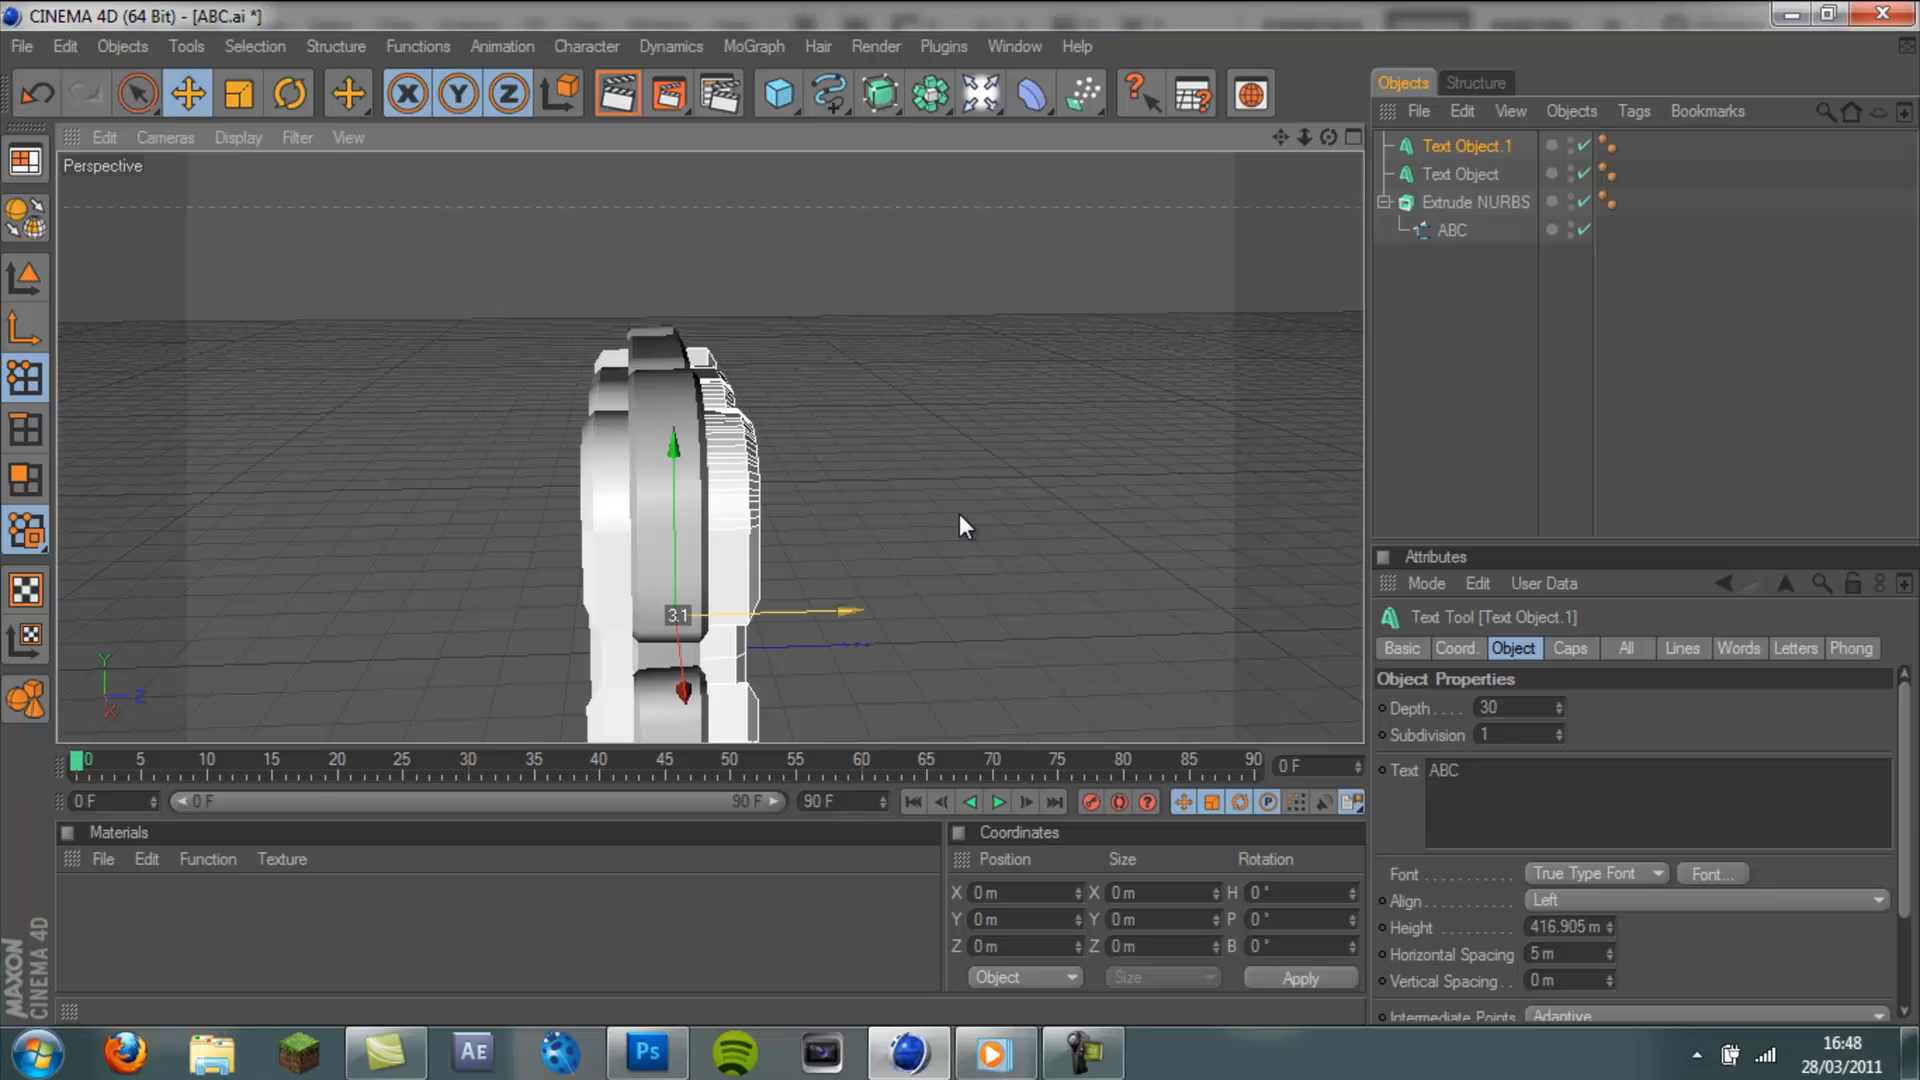 CINEMA 4D (64 Bit) - [ABC.ai *]
File Edit Objects Tools Selection Structure Functions Animation Character Dynamics MoGraph Hair Render Plugins Window Help
Objects Structure
File Edit View Objects Tags Bookmarks
Edit Cameras Display Filter View
Perspective
Text Object.1
Text Object
Extrude NURBS
ABC
X Y Z
3.1
Y
Z
X
Attributes
Mode Edit User Data
Text Tool [Text Object.1]
Basic Coord. Object Caps All Lines Words Letters Phong
Object Properties
Depth . . . . 30
Subdivision 1
Text ABC
Font . . . . . . . . . . . True Type Font Font...
Align . . . . . . . . . . . Left
Height . . . . . . . . . 416.905 m
Horizontal Spacing 5 m
Vertical Spacing . . 0 m
Intermediate Points Adaptive
0 5 10 15 20 25 30 35 40 45 50 55 60 65 70 75 80 85 90 0 F
0 F 0 F 90 F 90 F
Materials
File Edit Function Texture
Coordinates
Position Size Rotation
X 0 m X 0 m H 0 °
Y 0 m Y 0 m P 0 °
Z 0 m Z 0 m B 0 °
Object Size Apply
MAXON
CINEMA 4D
AE
Ps
16:48
28/03/2011